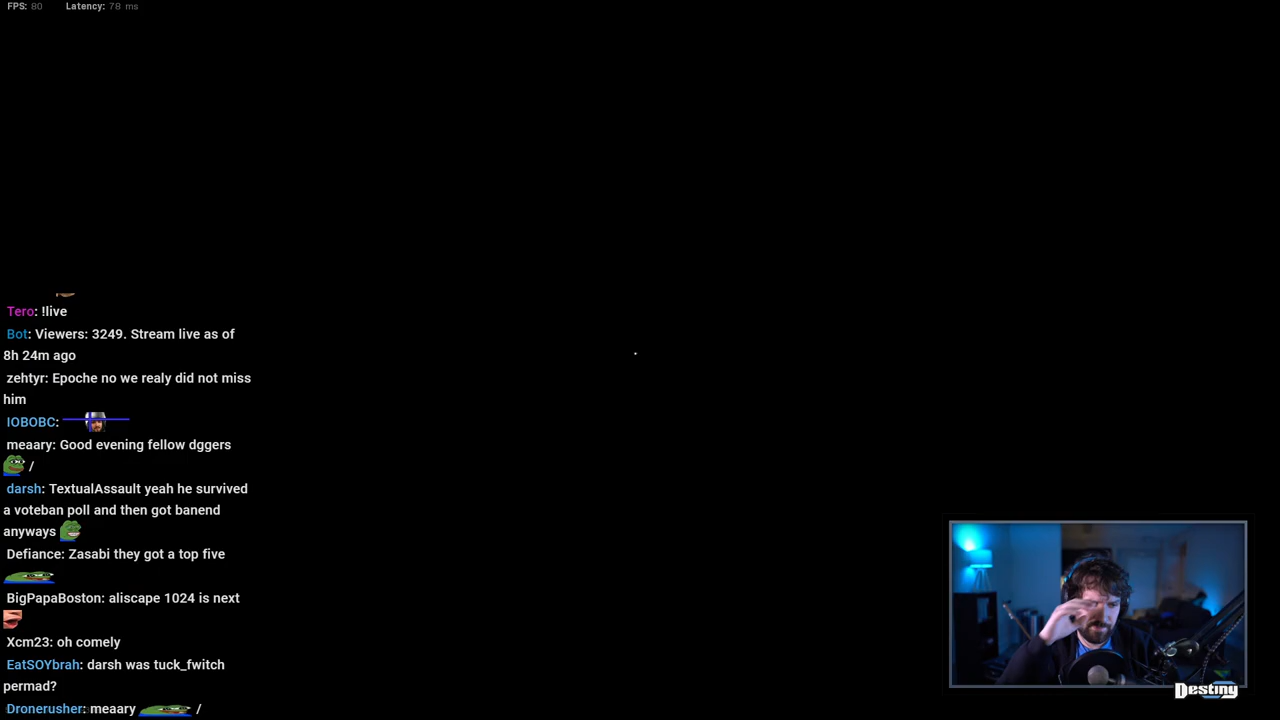 FPS: 80 Latency: 78 ms
Tero: !live
Bot: Viewers: 3249. Stream live as of
8h 24m ago
zehtyr: Epoche no we realy did not miss
him
IOBOBC:
meaary: Good evening fellow dggers
/
darsh: TextualAssault yeah he survived
a voteban poll and then got banend
anyways
Defiance: Zasabi they got a top five
BigPapaBoston: aliscape 1024 is next
Xcm23: oh comely
EatSOYbrah: darsh was tuck_fwitch
permad?
Dronerusher: meaary /
Destiny